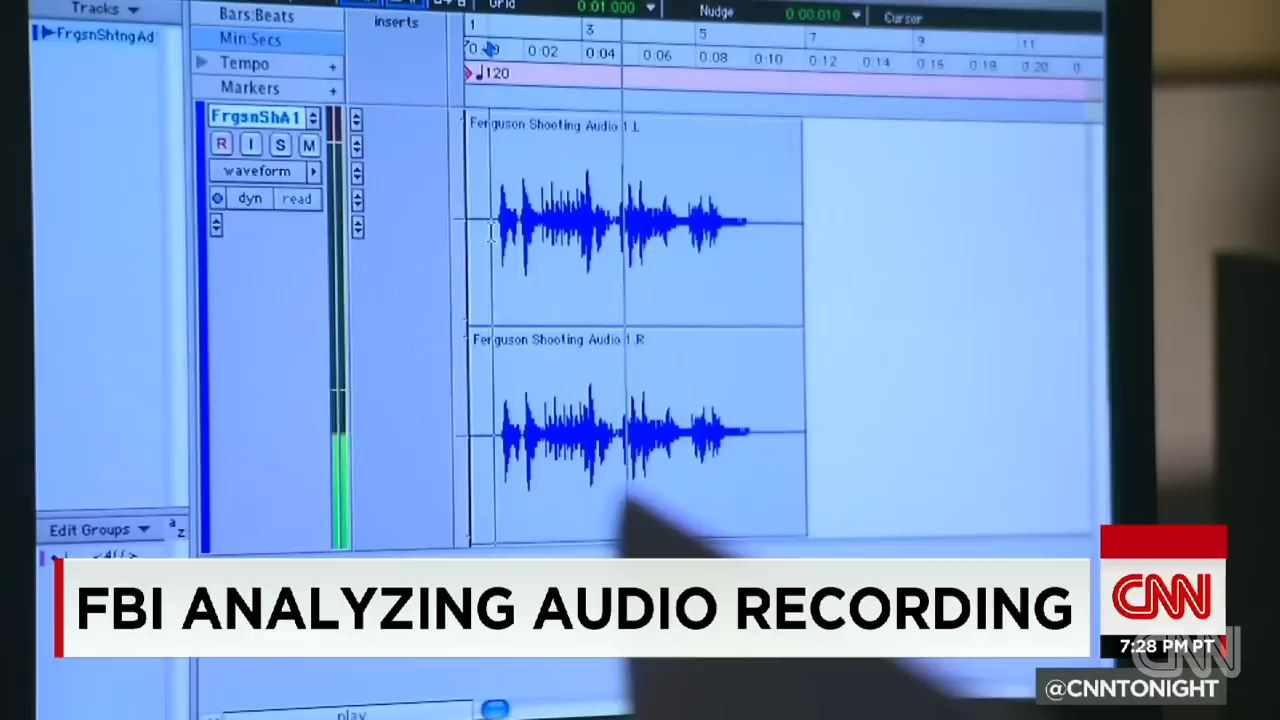 Tracks
Bars:Beats
Grid
0:01.000
Nudge
0:00.010
Cursor
FrgsnShtngAd
Min:Secs
inserts
1
3
5
7
9
11
Tempo
+
0
0:02
0:04
0:06
0:08
0:10
0:12
0:14
0:16
0:18
0:20
0
Markers
+
120
FrgsnShA1
R
I
S
M
waveform
dyn
read
Ferguson Shooting Audio 1.L
Ferguson Shooting Audio 1.R
Edit Groups
a
z
FBI ANALYZING AUDIO RECORDING
CNN
7:28 PM PT
CNN
@CNNTONIGHT
play